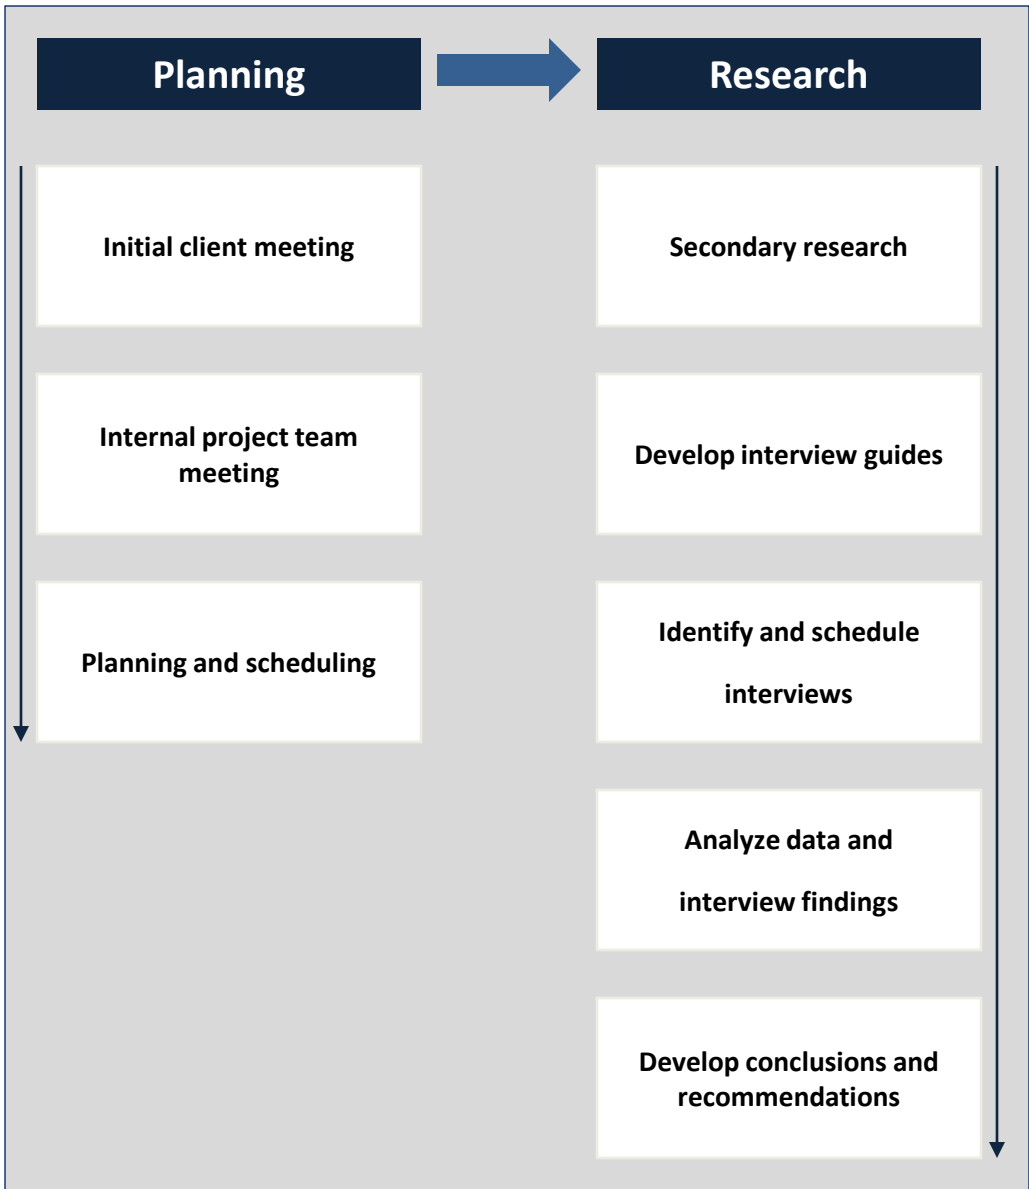 Planning
Research
Initial client meeting
Internal project team
meeting
Planning and scheduling
Secondary research
Develop interview guides
Identify and schedule
interviews
Analyze data and
interview findings
Develop conclusions and
recommendations